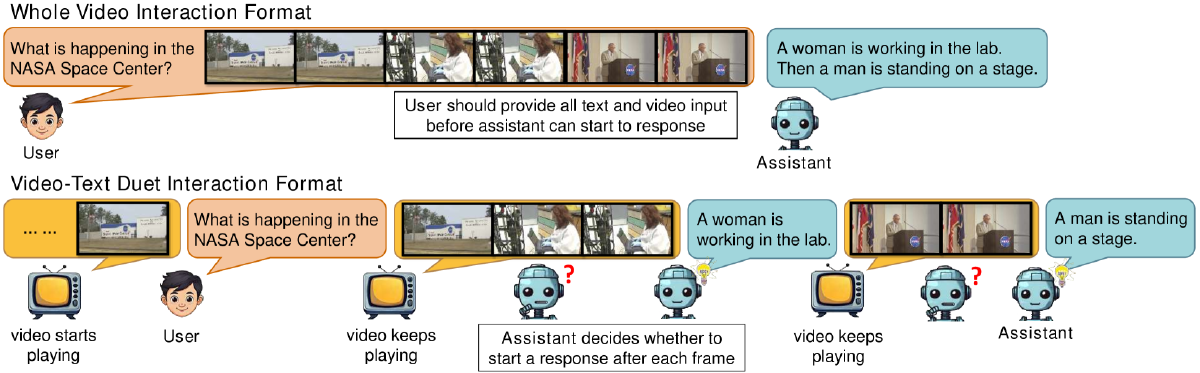 Whole Video Interaction Format
What is happening in the
NASA Space Center?
A woman is working in the lab.
Then a man is standing on a stage.
User should provide all text and video input
before assistant can start to response
User
Assistant
Video-Text Duet Interaction Format
... ...
What is happening in the
NASA Space Center?
A woman is
working in the lab.
A man is standing
on a stage.
?
?
video starts
playing
User
video keeps
playing
Assistant decides whether to
start a response after each frame
video keeps
playing
Assistant